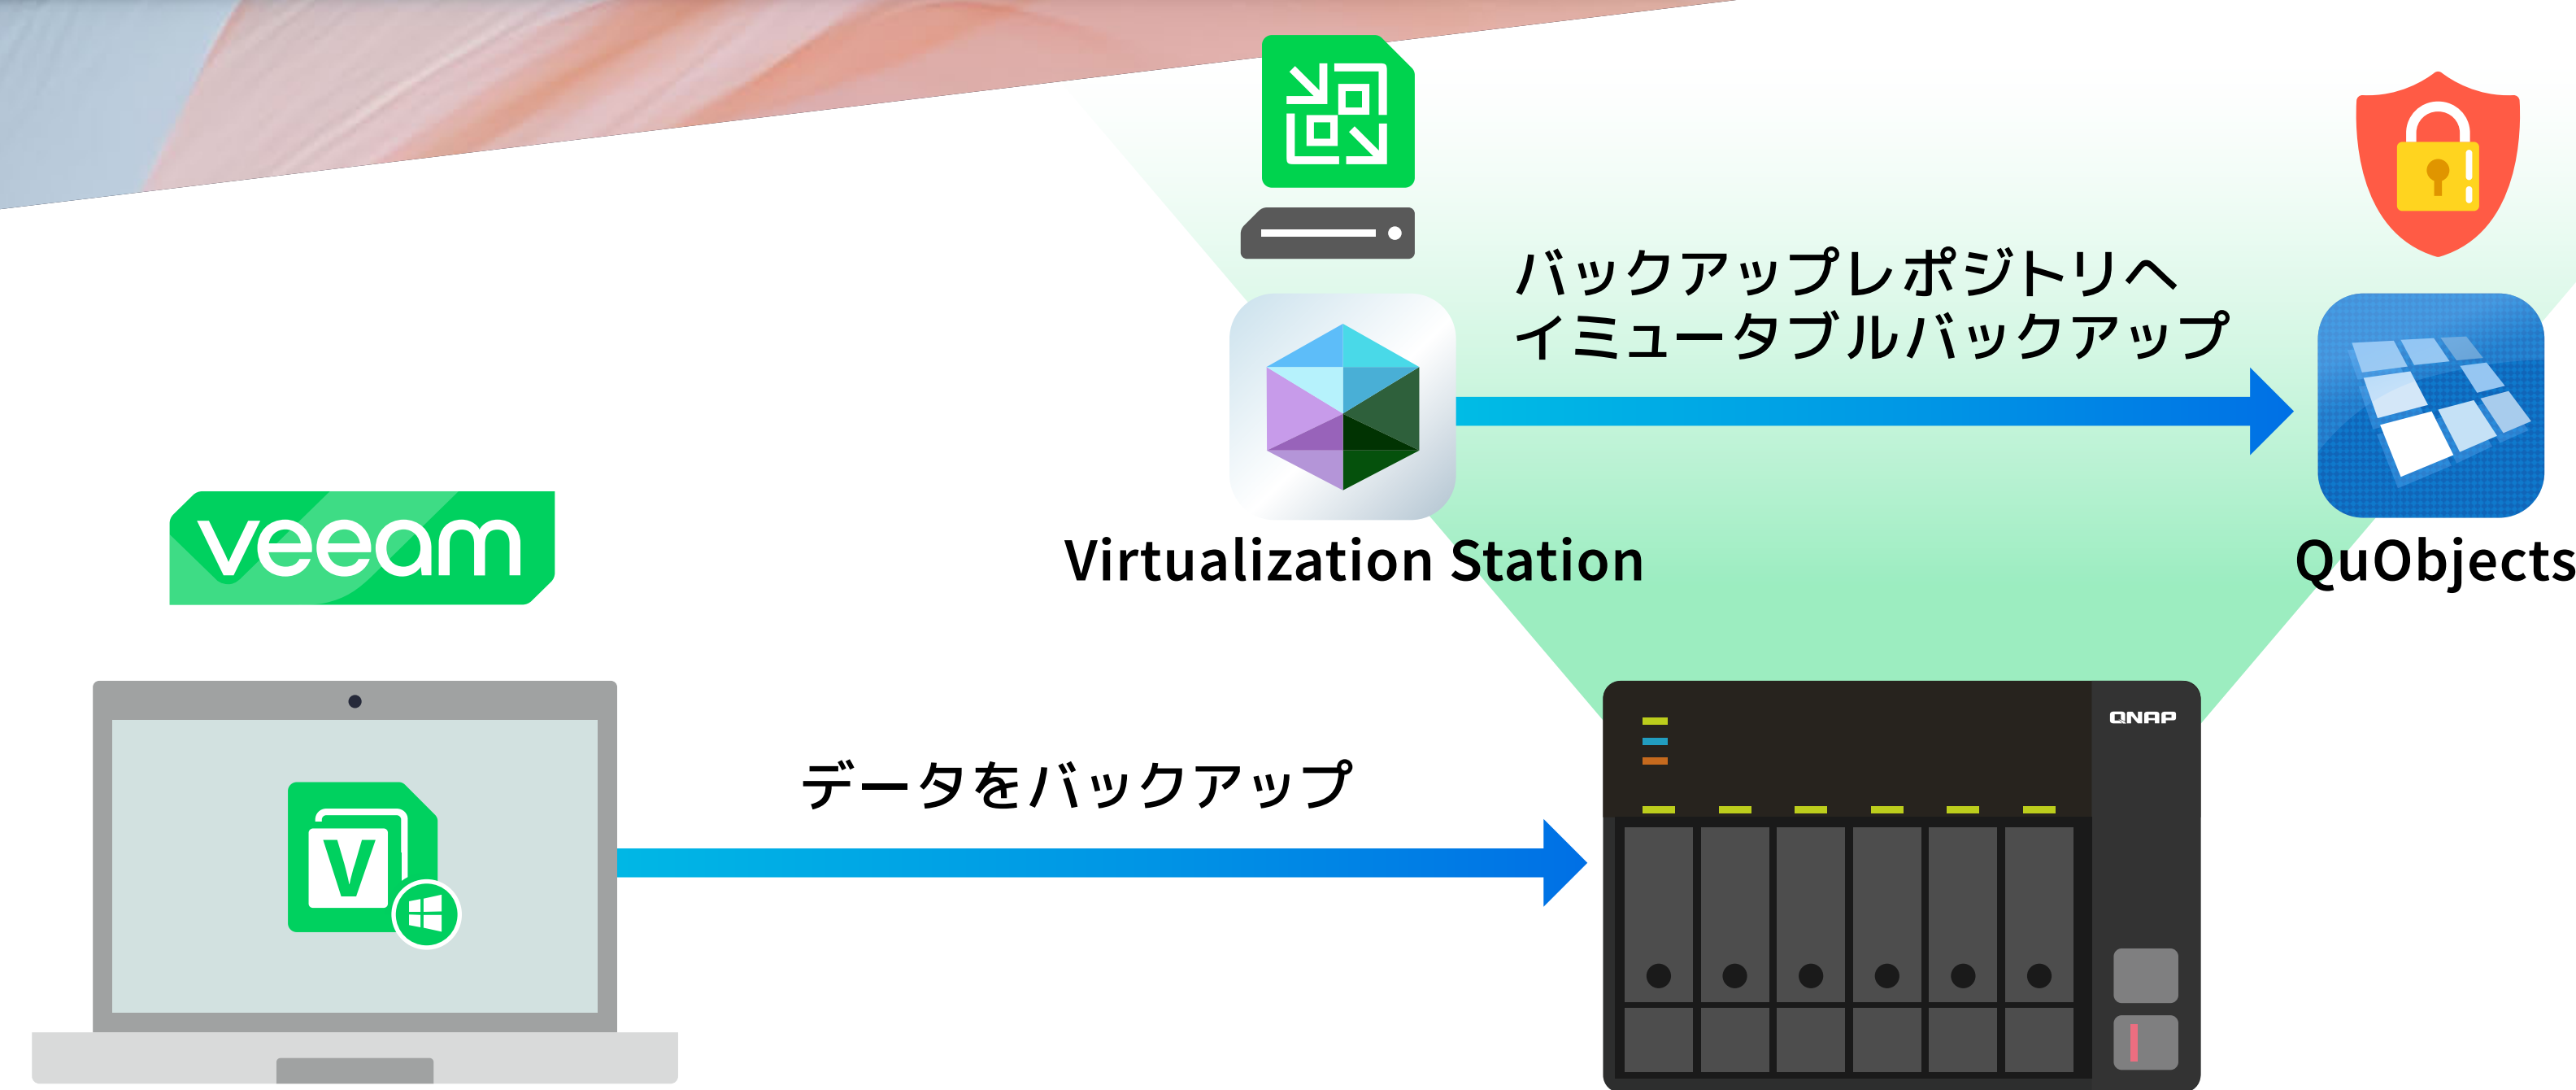 バックアップレポジトリへ
イミュータブルバックアップ
Virtualization Station
QuObjects
veeam
データをバックアップ
V
QNAP